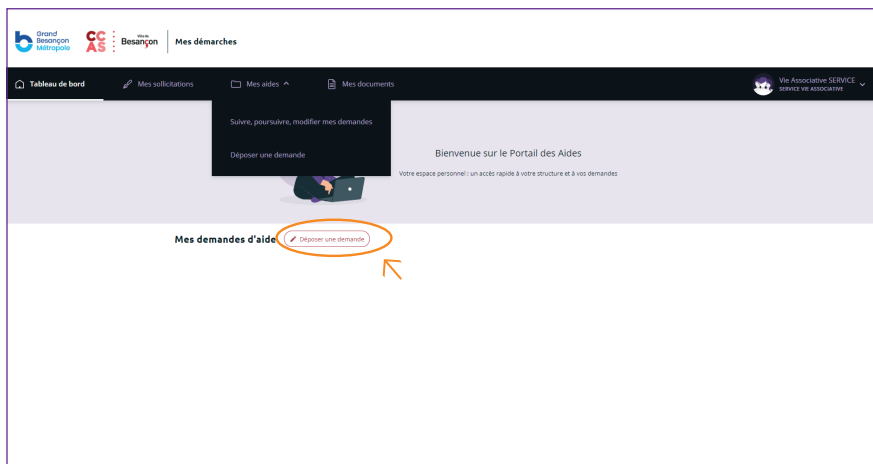 Grand
Besançon
Métropole
CC
AS
Ville de
Besançon
Mes démarches
Tableau de bord
Mes sollicitations
Mes aides
Mes documents
Vie Associative SERVICE
SERVICE VIE ASSOCIATIVE
Suivre, poursuivre, modifier mes demandes
Déposer une demande
Bienvenue sur le Portail des Aides
Votre espace personnel : un accès rapide à votre structure et à vos demandes
Mes demandes d'aide
Déposer une demande